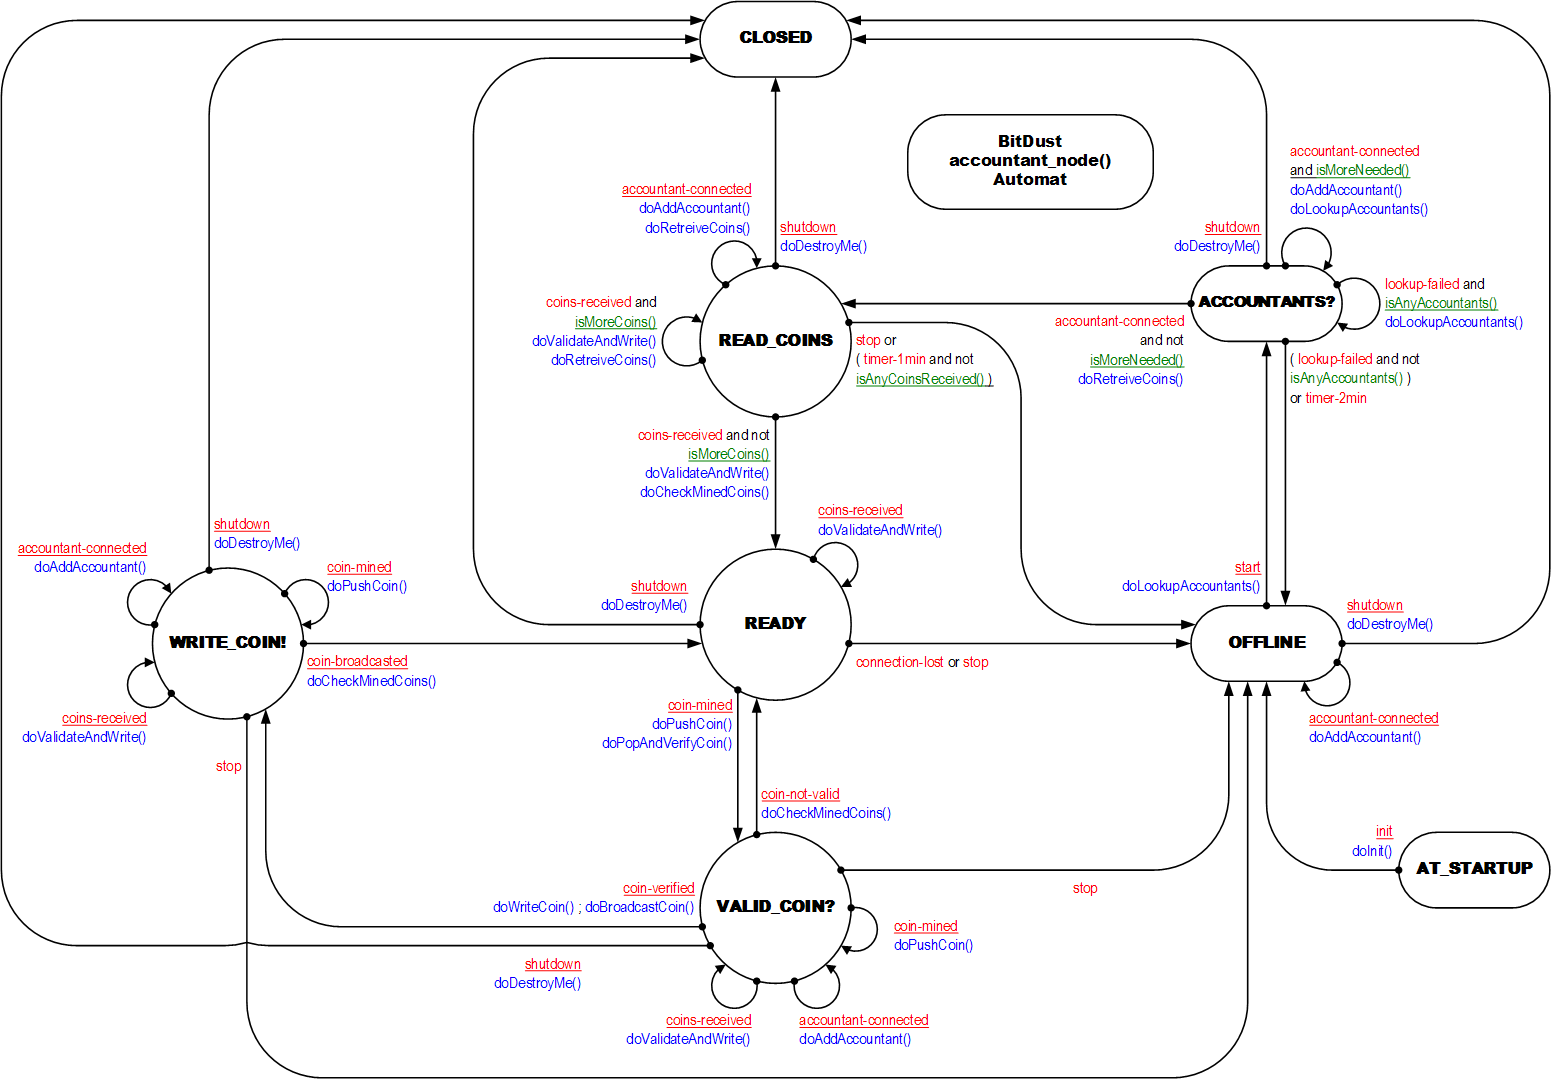 CLOSED
BitDust
accountant_node()
Automat
accountant-connected
and isMoreNeeded()
doAddAccountant()
doLookupAccountants()
accountant-connected
doAddAccountant()
doRetreiveCoins()
shutdown
doDestroyMe()
shutdown
doDestroyMe()
coins-received and
isMoreCoins()
doValidateAndWrite()
doRetreiveCoins()
READ_COINS
ACCOUNTANTS?
lookup-failed and
isAnyAccountants()
doLookupAccountants()
stop or
( timer-1min and not
isAnyCoinsReceived() )
accountant-connected
and not
isMoreNeeded()
doRetreiveCoins()
( lookup-failed and not
isAnyAccountants() )
or timer-2min
coins-received and not
isMoreCoins()
doValidateAndWrite()
doCheckMinedCoins()
coins-received
doValidateAndWrite()
shutdown
doDestroyMe()
accountant-connected
doAddAccountant()
coin-mined
doPushCoin()
shutdown
doDestroyMe()
start
doLookupAccountants()
shutdown
doDestroyMe()
WRITE_COIN!
READY
OFFLINE
coin-broadcasted
doCheckMinedCoins()
connection-lost or stop
coins-received
doValidateAndWrite()
coin-mined
doPushCoin()
doPopAndVerifyCoin()
accountant-connected
doAddAccountant()
stop
coin-not-valid
doCheckMinedCoins()
init
doInit()
AT_STARTUP
coin-verified
doWriteCoin() ; doBroadcastCoin()
VALID_COIN?
stop
coin-mined
doPushCoin()
shutdown
doDestroyMe()
coins-received
doValidateAndWrite()
accountant-connected
doAddAccountant()